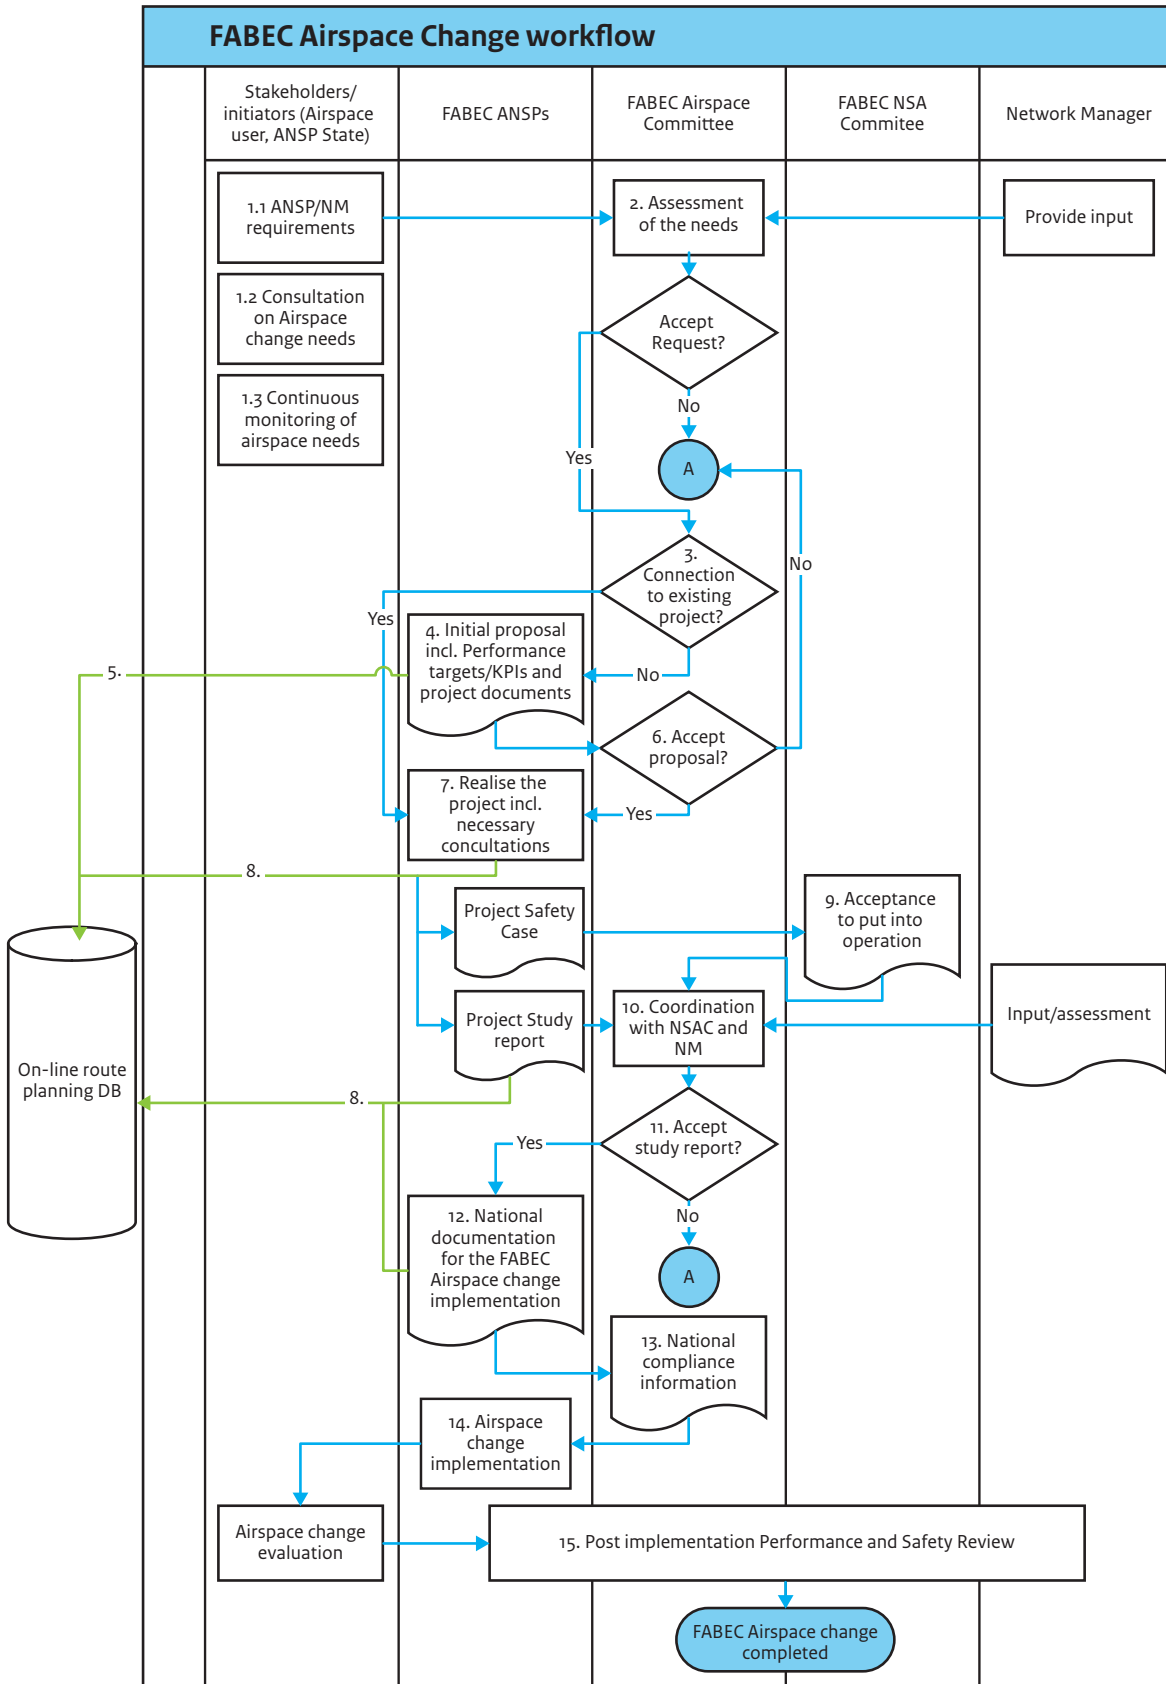 FABEC Airspace Change workflow
Stakeholders/
initiators (Airspace
user, ANSP State)
FABEC ANSPs
FABEC Airspace
Committee
FABEC NSA
Commitee
Network Manager
1.1 ANSP/NM
requirements
2. Assessment
of the needs
Provide input
1.2 Consultation
on Airspace
change needs
Accept
Request?
1.3 Continuous
monitoring of
airspace needs
No
Yes
A
3.
Connection
to existing
project?
No
Yes
4. Initial proposal
incl. Performance
targets/KPIs and
project documents
5.
No
6. Accept
proposal?
7. Realise the
project incl.
necessary
concultations
Yes
8.
Project Safety
Case
9. Acceptance
to put into
operation
Project Study
report
10. Coordination
with NSAC and
NM
Input/assessment
On-line route
planning DB
8.
11. Accept
study report?
Yes
12. National
documentation
for the FABEC
Airspace change
implementation
No
A
13. National
compliance
information
14. Airspace
change
implementation
Airspace change
evaluation
15. Post implementation Performance and Safety Review
FABEC Airspace change
completed